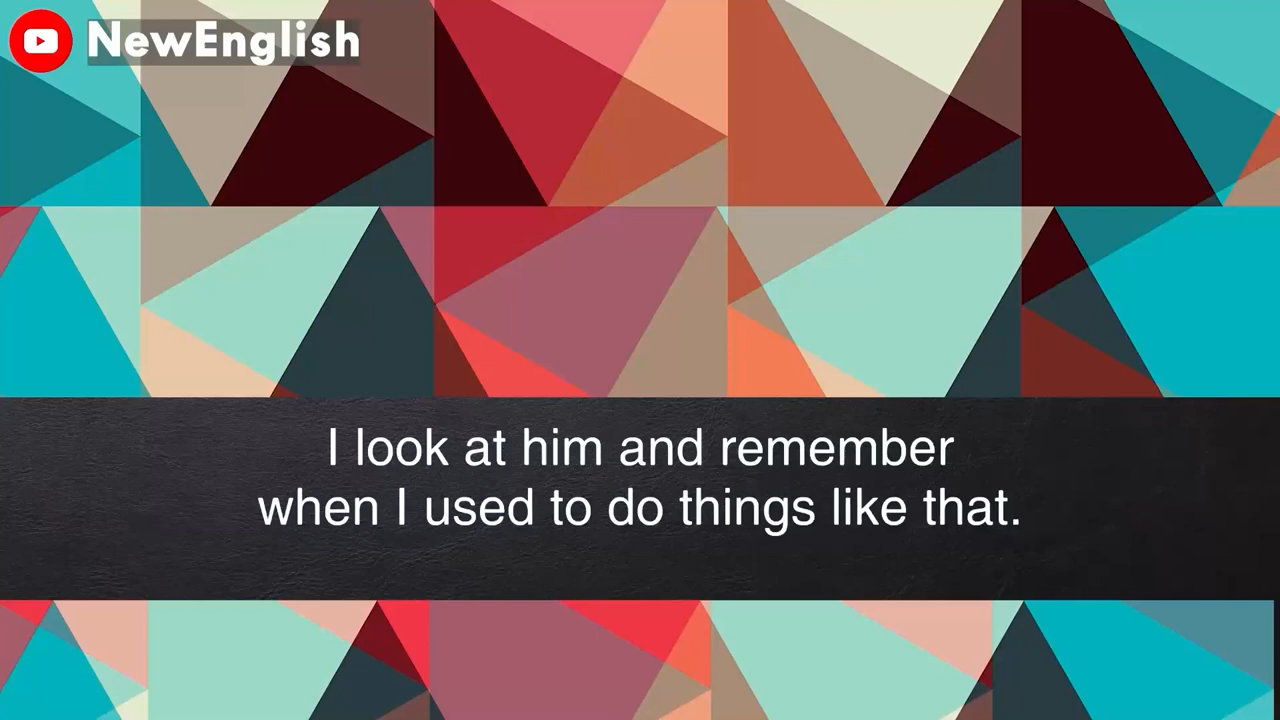 NewEnglish
I look at him and remember
when I used to do things like that.